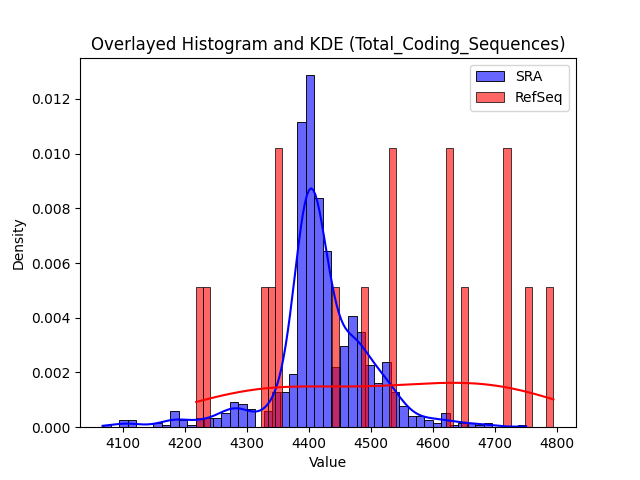 Overlayed Histogram and KDE (Total_Coding_Sequences)
SRA
RefSeq
0.012
0.010
0.008
0.006
0.004
0.002
0.000
Density
4100 4200 4300 4400 4500 4600 4700 4800
Value